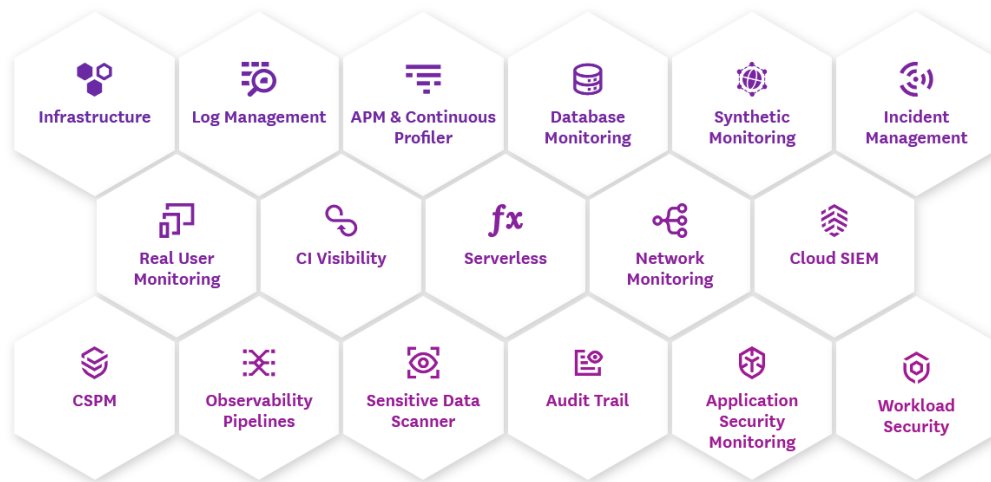 Infrastructure
Log Management
APM & Continuous
Profiler
Database
Monitoring
Synthetic
Monitoring
Incident
Management
Real User
Monitoring
CI Visibility
fx
Serverless
Network
Monitoring
Cloud SIEM
CSPM
Observability
Pipelines
Sensitive Data
Scanner
Audit Trail
Application
Security
Monitoring
Workload
Security